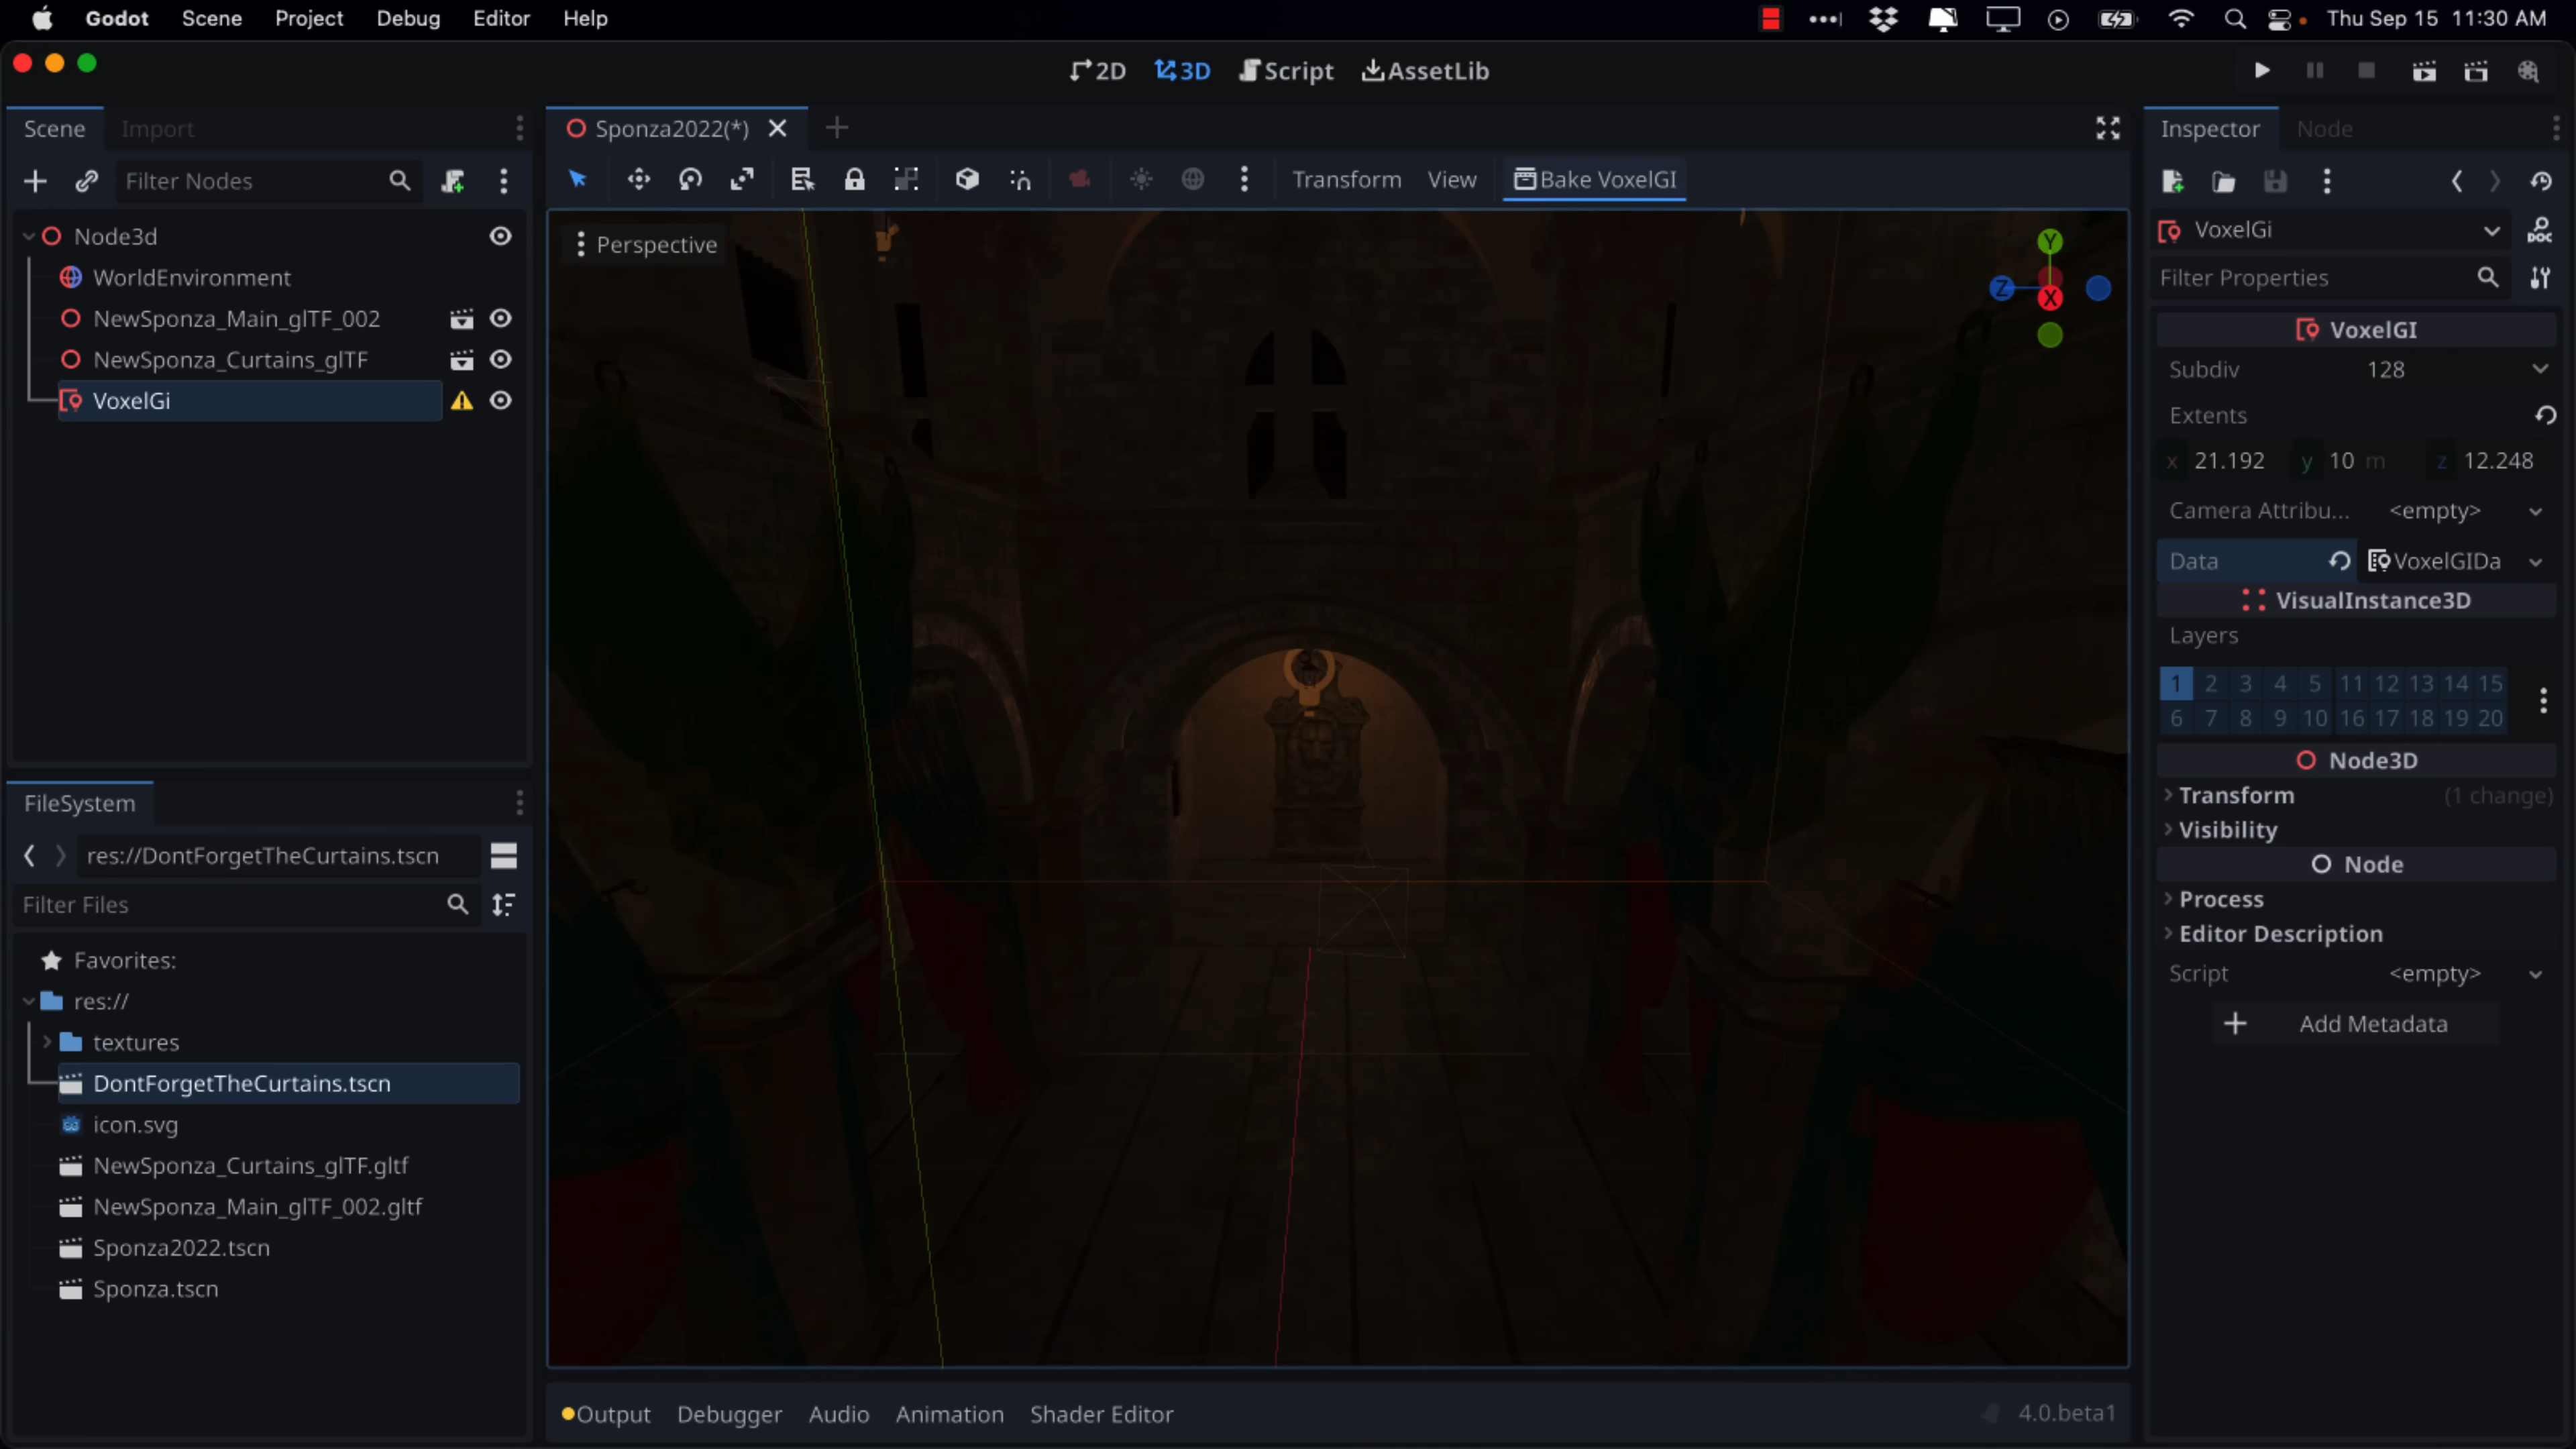 Godot Scene Project Debug Editor Help Thu Sep 15 11:30 AM
2D 3D Script AssetLib
Scene Import
Filter Nodes
Node3d
WorldEnvironment
NewSponza_Main_glTF_002
NewSponza_Curtains_glTF
VoxelGi
FileSystem
res://DontForgetTheCurtains.tscn
Filter Files
Favorites:
res://
textures
DontForgetTheCurtains.tscn
icon.svg
NewSponza_Curtains_glTF.gltf
NewSponza_Main_glTF_002.gltf
Sponza2022.tscn
Sponza.tscn
Sponza2022(*)
Transform View Bake VoxelGI
Perspective
Y
Z X
Output Debugger Audio Animation Shader Editor 4.0.beta1
Inspector Node
VoxelGi
DOC
Filter Properties
VoxelGI
Subdiv 128
Extents
x 21.192 y 10 m z 12.248
Camera Attribu... <empty>
Data VoxelGIDa
VisualInstance3D
Layers
1 2 3 4 5 11 12 13 14 15
6 7 8 9 10 16 17 18 19 20
Node3D
Transform (1 change)
Visibility
Node
Process
Editor Description
Script <empty>
Add Metadata